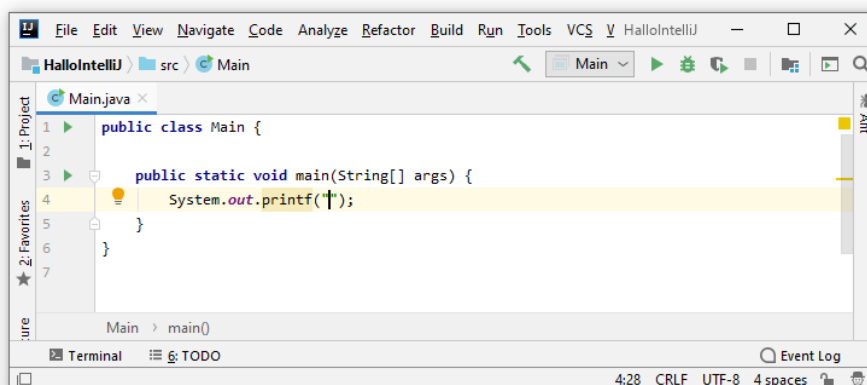 IJ File Edit View Navigate Code Analyze Refactor Build Run Tools VCS V HalloIntelliJ
HalloIntelliJ src C Main Main
C Main.java
1: Project
Ant
1 public class Main {
2
3 public static void main(String[] args) {
4 System.out.printf("");
5 }
6 }
7
2: Favorites
Main > main()
Terminal 6: TODO Event Log
4:28 CRLF UTF-8 4 spaces